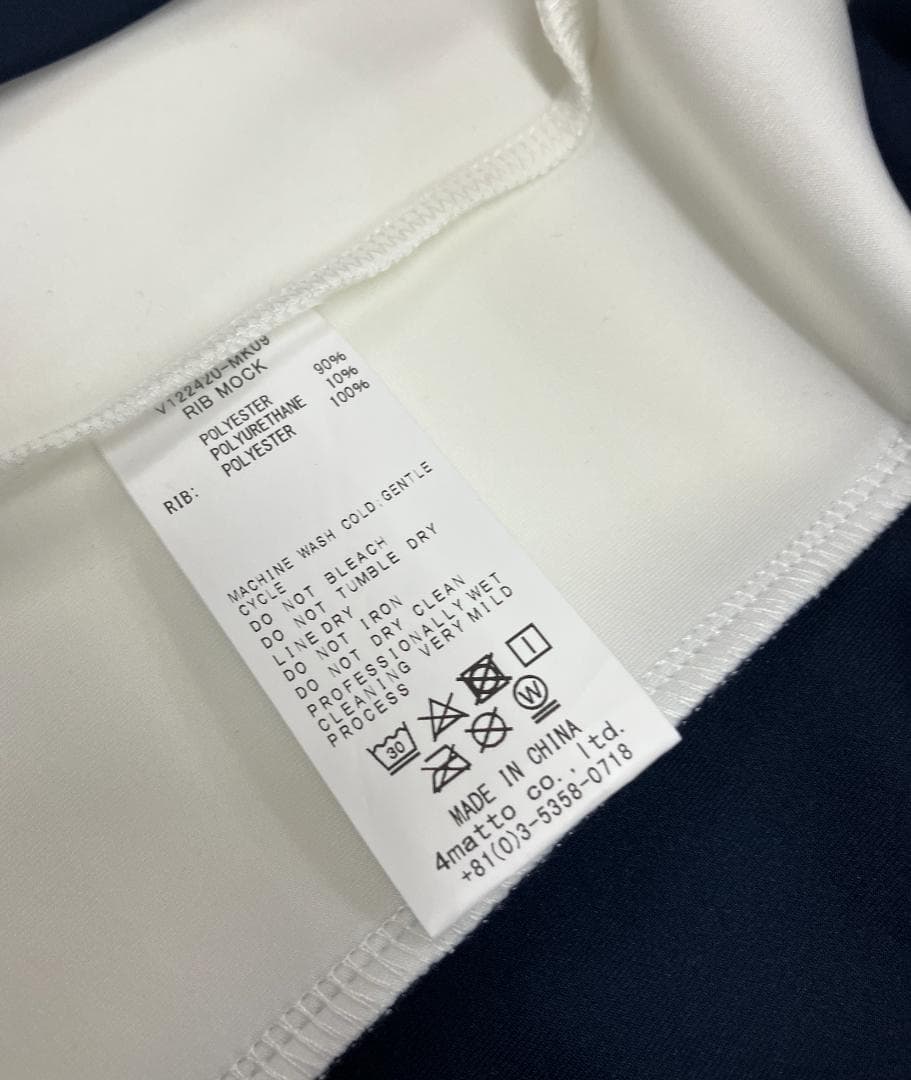 V122420-MK09
RIB MOCK
POLYESTER 90%
POLYURETHANE 10%
RIB: POLYESTER 100%
MACHINE WASH COLD:GENTLE
CYCLE
DO NOT BLEACH
DO NOT TUMBLE DRY
LINE DRY
DO NOT IRON
DO NOT DRY CLEAN
PROFESSIONALLY WET
CLEANING VERY MILD
PROCESS
30
W
MADE IN CHINA
4matto co., ltd.
+81(0)3-5358-0718